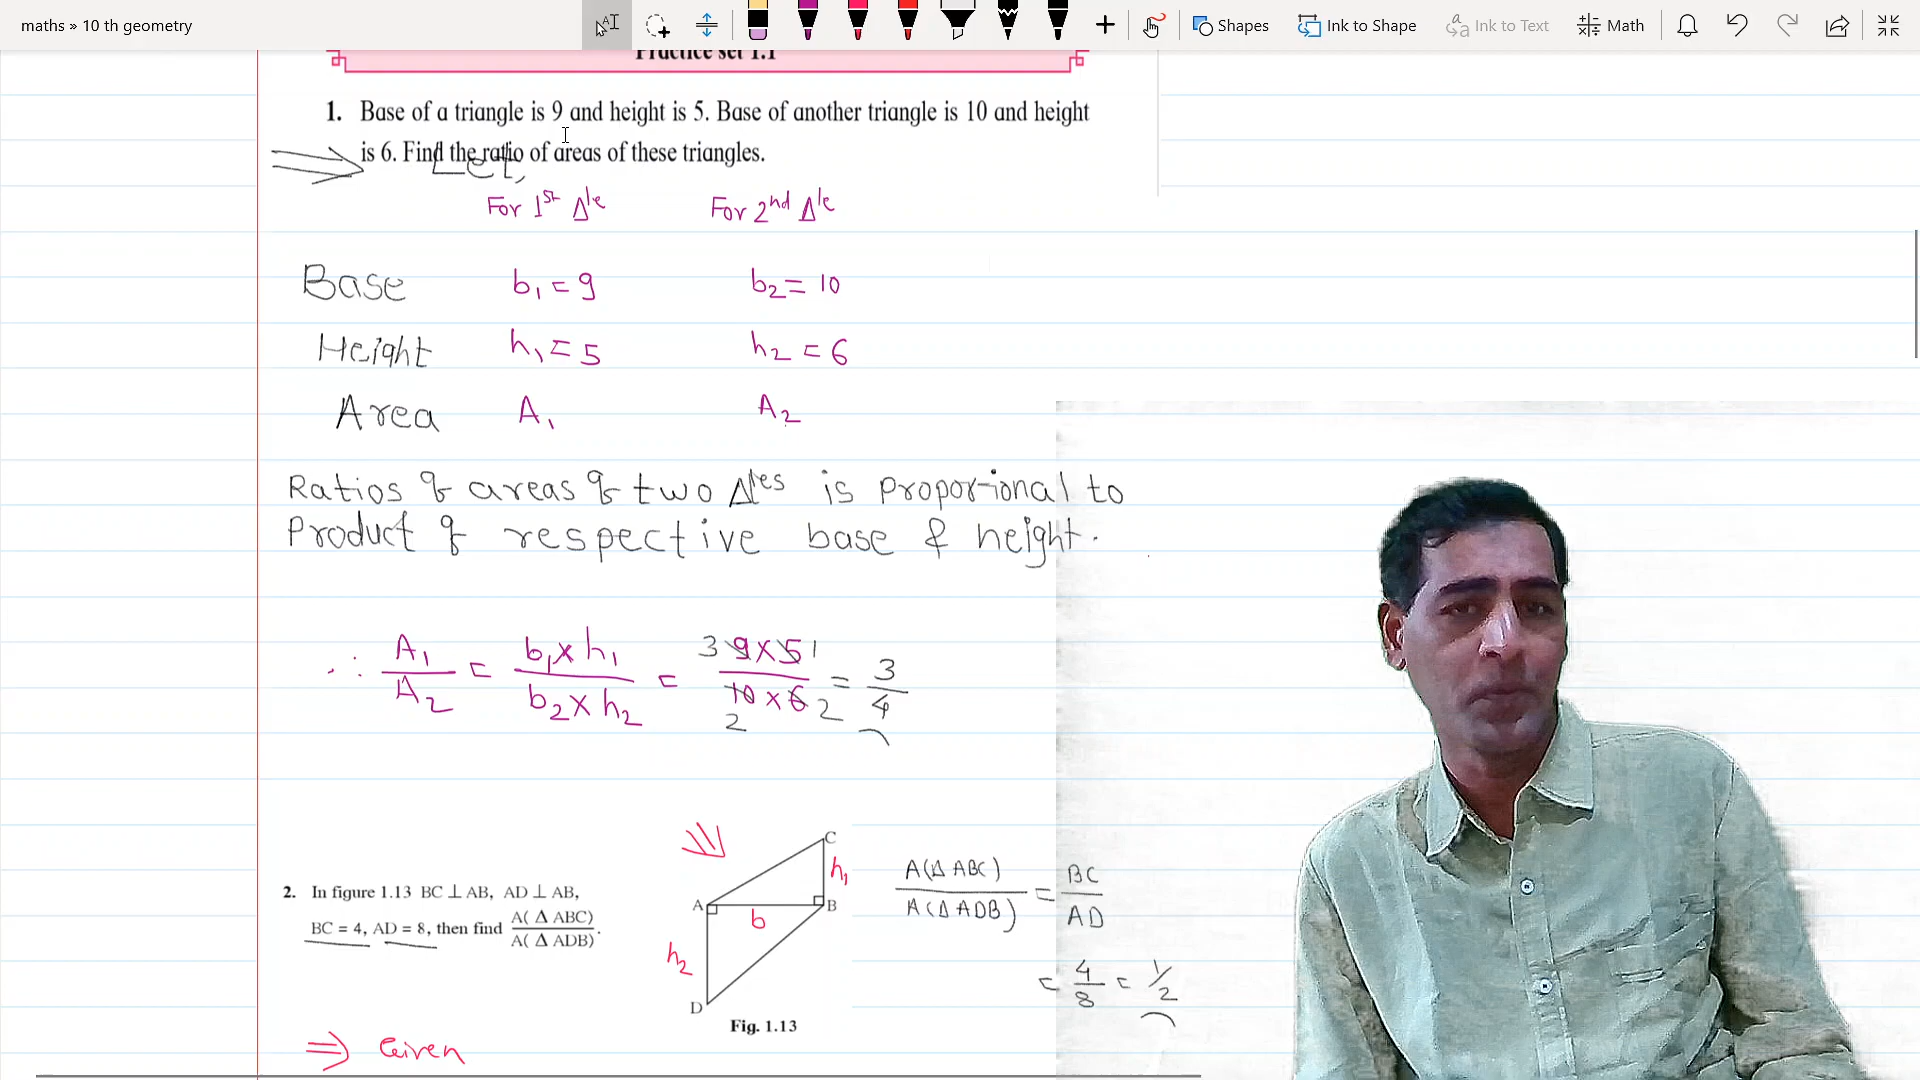 maths » 10 th geometry
Shapes
Ink to Shape
Ink to Text
Math
Practice set 1.1
1. Base of a triangle is 9 and height is 5. Base of another triangle is 10 and height
is 6. Find the ratio of areas of these triangles.
Let,
For 1st Δle For 2nd Δle
Base b₁ = 9 b₂ = 10
Height h₁ = 5 h₂ = 6
Area A₁ A₂
Ratios of areas of two Δles is proportional to
Product of respective base & height.
∴ A₁/A₂ = b₁ x h₁ / b₂ x h₂ = 3 9 x 5 1 / 10 x 6 2 2 = 3/4
2. In figure 1.13 BC ⊥ AB, AD ⊥ AB,
BC = 4, AD = 8, then find A( Δ ABC) / A( Δ ADB) .
C
h₁
A
B
b
h₂
D
Fig. 1.13
A(Δ ABC) / A(Δ ADB) = BC / AD
= 4/8 = 1/2
⇒ Given